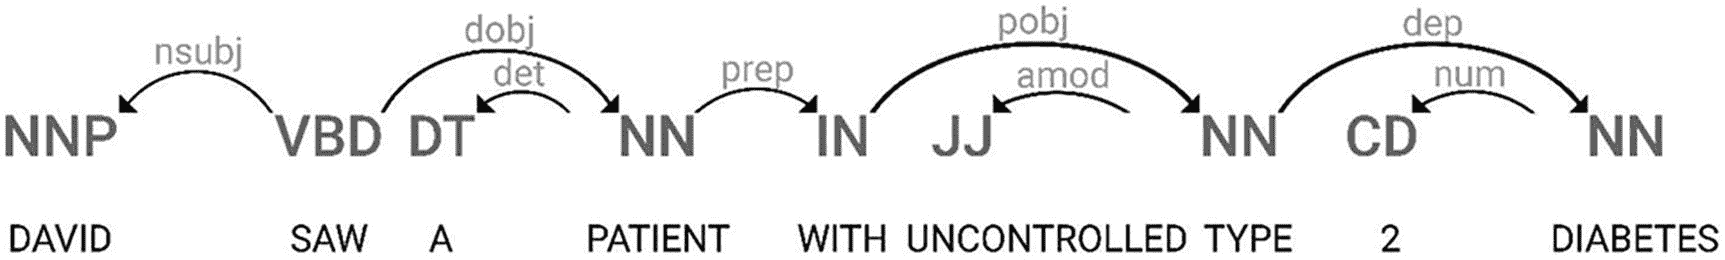 nsubj dobj det prep pobj amod dep num
NNP VBD DT NN IN JJ NN CD NN
DAVID SAW A PATIENT WITH UNCONTROLLED TYPE 2 DIABETES